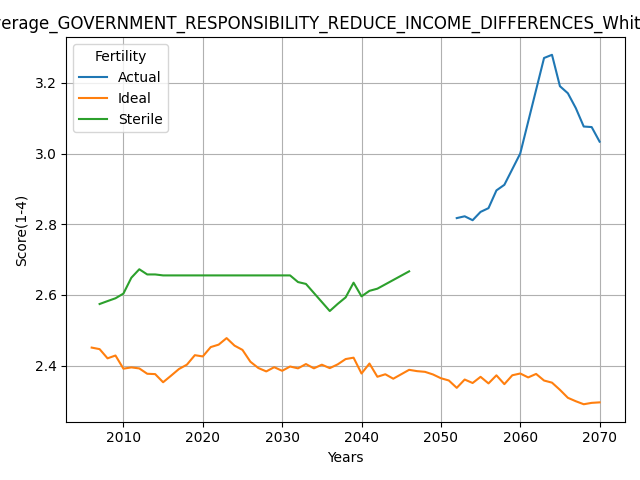 verage_GOVERNMENT_RESPONSIBILITY_REDUCE_INCOME_DIFFERENCES_Whit
Fertility
Actual
Ideal
Sterile
Score(1-4)
3.2
3.0
2.8
2.6
2.4
2010 2020 2030 2040 2050 2060 2070
Years